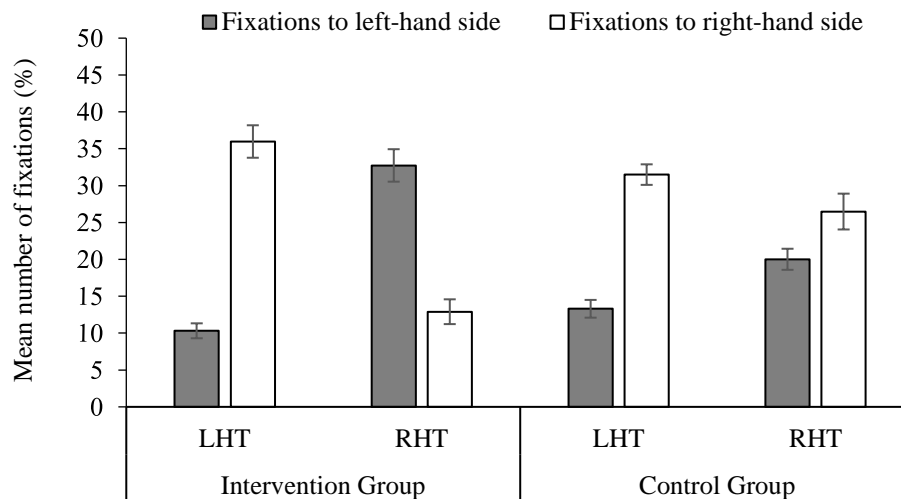 Fixations to left-hand side Fixations to right-hand side
Mean number of fixations (%)
50
45
40
35
30
25
20
15
10
5
0
LHT RHT LHT RHT
Intervention Group Control Group